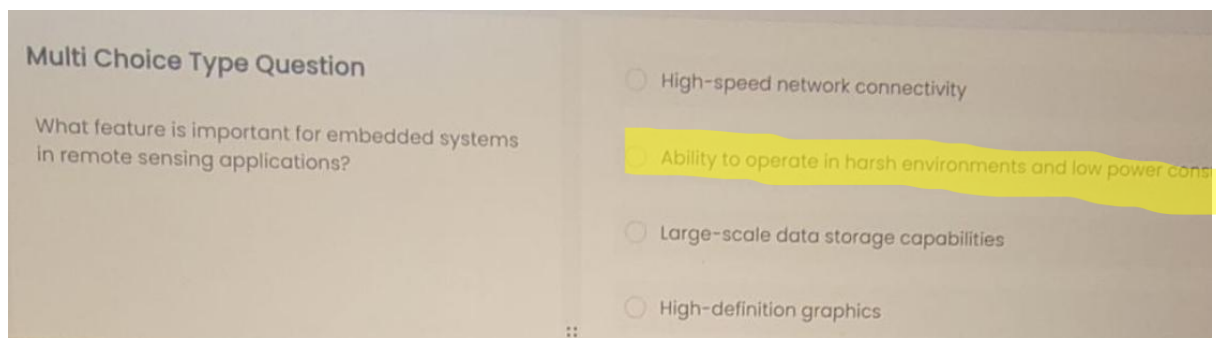 Multi Choice Type Question
What feature is important for embedded systems
in remote sensing applications?
High-speed network connectivity
Ability to operate in harsh environments and low power cons
Large-scale data storage capabilities
High-definition graphics